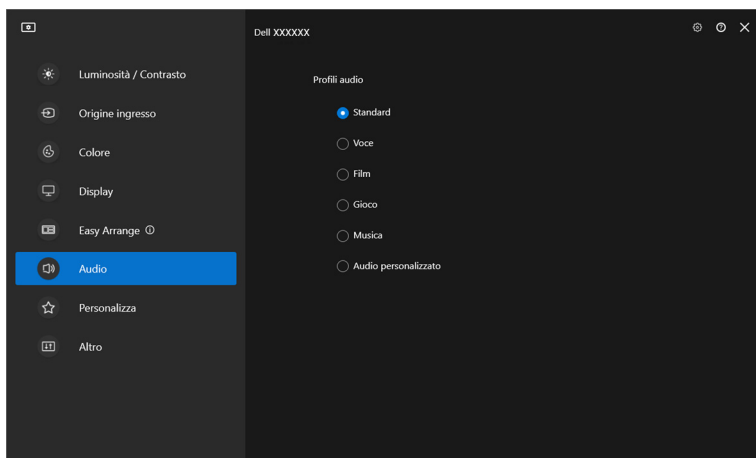 Dell XXXXXX
Luminosità / Contrasto
Origine ingresso
Colore
Display
Easy Arrange
Audio
Personalizza
Altro
Profili audio
Standard
Voce
Film
Gioco
Musica
Audio personalizzato